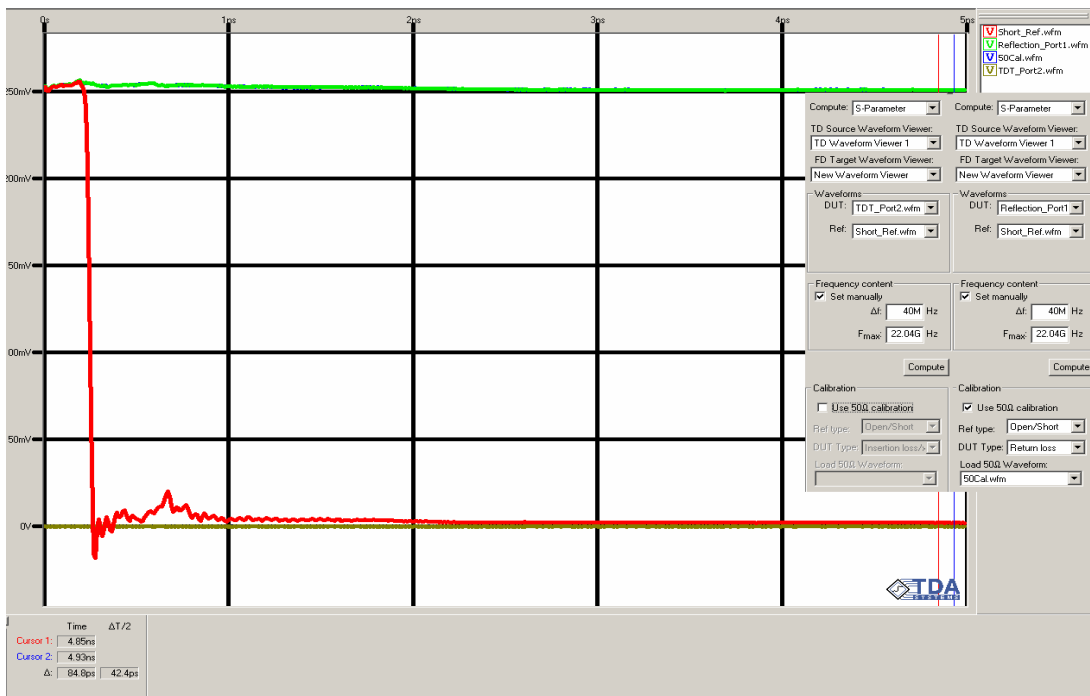 0s 1ns 2ns 3ns 4ns 5ns
250mV
200mV
50mV
00mV
50mV
0V
Short_Ref.wfm
Reflection_Port1.wfm
50Cal.wfm
TDT_Port2.wfm
Compute: S-Parameter Compute: S-Parameter
TD Source Waveform Viewer: TD Source Waveform Viewer:
TD Waveform Viewer 1 TD Waveform Viewer 1
FD Target Waveform Viewer: FD Target Waveform Viewer:
New Waveform Viewer New Waveform Viewer
Waveforms Waveforms
DUT: TDT_Port2.wfm DUT: Reflection_Port1
Ref: Short_Ref.wfm Ref: Short_Ref.wfm
Frequency content Frequency content
Set manually Set manually
Δf: 40M Hz Δf: 40M Hz
Fmax: 22.04G Hz Fmax: 22.04G Hz
Compute Compute
Calibration Calibration
Use 50Ω calibration Use 50Ω calibration
Ref type: Open/Short Ref type: Open/Short
DUT Type: Insertion loss/ DUT Type: Return loss
Load 50Ω Waveform: Load 50Ω Waveform:
50Cal.wfm
TDA
SYSTEMS
Time ΔT/2
Cursor 1: 4.85ns
Cursor 2: 4.93ns
Δ: 84.8ps 42.4ps